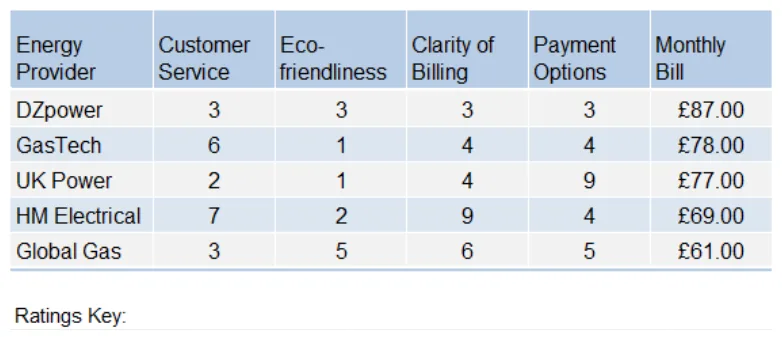 Energy Provider Customer Service Eco-friendliness Clarity of Billing Payment Options Monthly Bill
DZpower 3 3 3 3 £87.00
GasTech 6 1 4 4 £78.00
UK Power 2 1 4 9 £77.00
HM Electrical 7 2 9 4 £69.00
Global Gas 3 5 6 5 £61.00
Ratings Key: